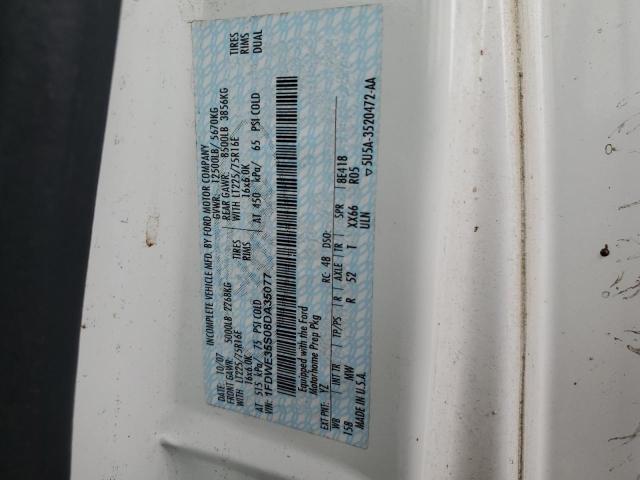 INCOMPLETE VEHICLE MFD. BY FORD MOTOR COMPANY
DATE: 10/07 GVWR: 12500LB/ 5670KG
FRONT GAWR: 5000LB 2268KG REAR GAWR: 8500LB 3856KG
WITH LT225/75R16E TIRES WITH LT225/75R16E TIRES
16x6.0K RIMS 16x6.0K RIMS
AT 515 kPa/ 75 PSI COLD AT 450 kPa/ 65 PSI COLD DUAL
VIN: 1FDWE35S08DA35077
Equipped with the Ford
Motorhome Prep Pkg
EXT PNT: YZ RC: 48 DSO:
WB INT TR TP/PS R AXLE TR SPR 8E418
158 MW R 52 T XX66 R05
MADE IN U.S.A. ULN
▽ 5U5A-3520472-AA